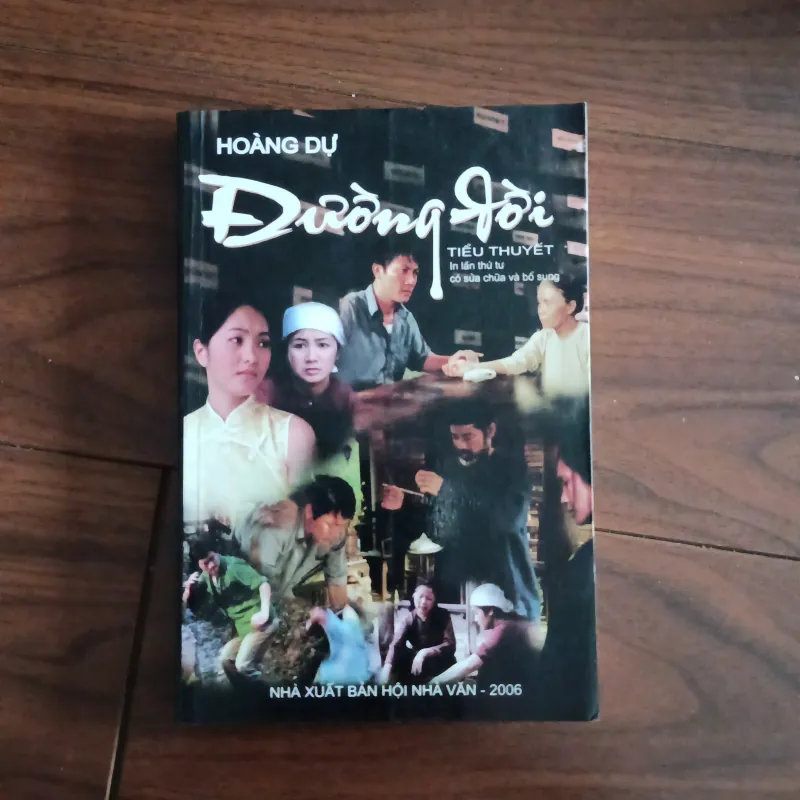 HOÀNG DỰ
Đường đời
TIỂU THUYẾT
In lần thứ tư
có sửa chữa và bổ sung
NHÀ XUẤT BẢN HỘI NHÀ VĂN - 2006